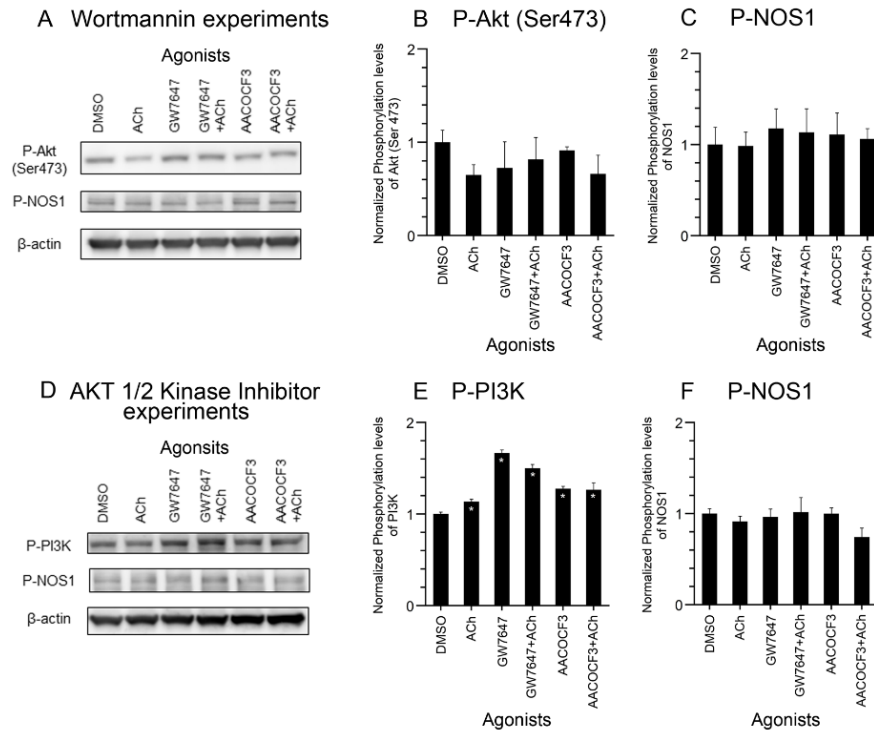 A Wortmannin experiments
Agonists
DMSO
ACh
GW7647
GW7647
+ACh
AACOCF3
AACOCF3
+ACh
P-Akt
(Ser473)
P-NOS1
β-actin
B P-Akt (Ser473)
Normalized Phosphorylation levels
of Akt (Ser 473)
2
1
0
DMSO
ACh
GW7647
GW7647+ACh
AACOCF3
AACOCF3+ACh
Agonists
C P-NOS1
Normalized Phosphorylation levels
of NOS1
2
1
0
DMSO
ACh
GW7647
GW7647+ACh
AACOCF3
AACOCF3+ACh
Agonists
D AKT 1/2 Kinase Inhibitor
experiments
Agonsits
DMSO
ACh
GW7647
GW7647
+ACh
AACOCF3
AACOCF3
+ACh
P-PI3K
P-NOS1
β-actin
E P-PI3K
Normalized Phosphorylation levels
of PI3K
2
1
0
* * * * *
DMSO
ACh
GW7647
GW7647+ACh
AACOCF3
AACOCF3+ACh
Agonists
F P-NOS1
Normalized Phosphorylation levels
of NOS1
2
1
0
DMSO
ACh
GW7647
GW7647+ACh
AACOCF3
AACOCF3+ACh
Agonists